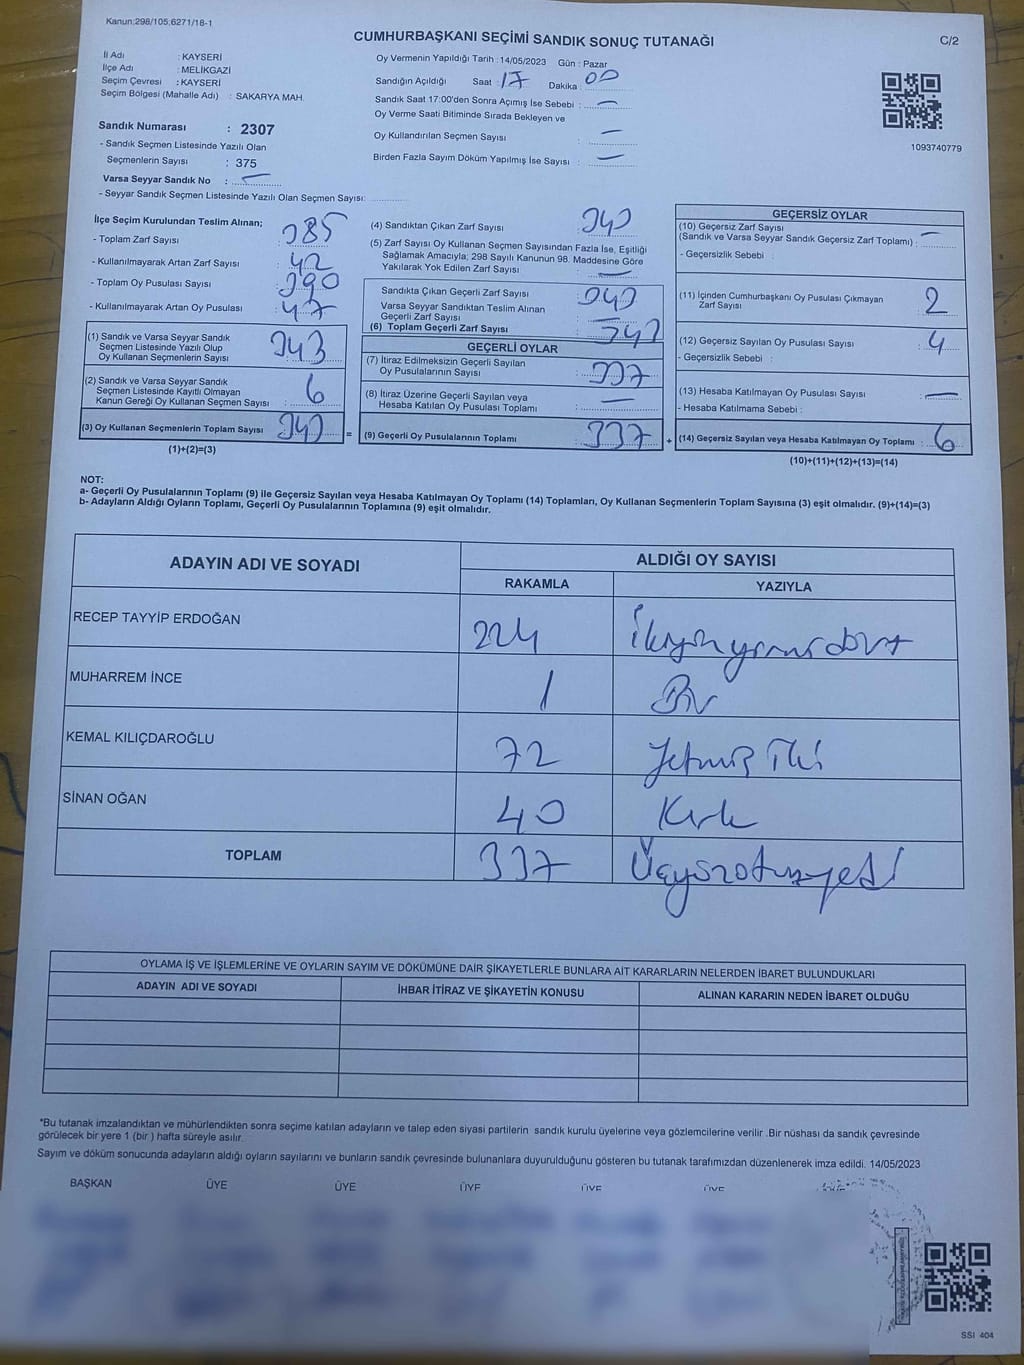 Kanun:298/105;6271/18-1
CUMHURBAŞKANI SEÇİMİ SANDIK SONUÇ TUTANAĞI
C/2
İl Adı : KAYSERİ
İlçe Adı : MELİKGAZİ
Seçim Çevresi : KAYSERİ
Seçim Bölgesi (Mahalle Adı) : SAKARYA MAH.
Sandık Numarası : 2307
- Sandık Seçmen Listesinde Yazılı Olan
Seçmenlerin Sayısı : 375
Varsa Seyyar Sandık No : —
- Seyyar Sandık Seçmen Listesinde Yazılı Olan Seçmen Sayısı:
Oy Vermenin Yapıldığı Tarih : 14/05/2023 Gün : Pazar
Sandığın Açıldığı Saat : 17 Dakika : 00
Sandık Saat 17:00'den Sonra Açımış İse Sebebi : —
Oy Verme Saati Bitiminde Sırada Bekleyen ve
Oy Kullandırılan Seçmen Sayısı : —
Birden Fazla Sayım Döküm Yapılmış İse Sayısı : —
1093740779
İlçe Seçim Kurulundan Teslim Alınan;
- Toplam Zarf Sayısı : 385
- Kullanılmayarak Artan Zarf Sayısı : 42
- Toplam Oy Pusulası Sayısı : 390
- Kullanılmayarak Artan Oy Pusulası : 47
(1) Sandık ve Varsa Seyyar Sandık
Seçmen Listesinde Yazılı Olup
Oy Kullanan Seçmenlerin Sayısı : 343
(2) Sandık ve Varsa Seyyar Sandık
Seçmen Listesinde Kayıtlı Olmayan
Kanun Gereği Oy Kullanan Seçmen Sayısı : 6
(3) Oy Kullanan Seçmenlerin Toplam Sayısı : 343 =
(1)+(2)=(3)
(4) Sandıktan Çıkan Zarf Sayısı : 343
(5) Zarf Sayısı Oy Kullanan Seçmen Sayısından Fazla İse, Eşitliği
Sağlamak Amacıyla; 298 Sayılı Kanunun 98. Maddesine Göre
Yakılarak Yok Edilen Zarf Sayısı : —
Sandıkta Çıkan Geçerli Zarf Sayısı : 343
Varsa Seyyar Sandıktan Teslim Alınan
Geçerli Zarf Sayısı :
(6) Toplam Geçerli Zarf Sayısı : 343
GEÇERLİ OYLAR
(7) İtiraz Edilmeksizin Geçerli Sayılan
Oy Pusulalarının Sayısı : 337
(8) İtiraz Üzerine Geçerli Sayılan veya
Hesaba Katılan Oy Pusulası Toplamı : —
(9) Geçerli Oy Pusulalarının Toplamı : 337 +
GEÇERSİZ OYLAR
(10) Geçersiz Zarf Sayısı
(Sandık ve Varsa Seyyar Sandık Geçersiz Zarf Toplamı) : —
- Geçersizlik Sebebi :
(11) İçinden Cumhurbaşkanı Oy Pusulası Çıkmayan
Zarf Sayısı : 2
(12) Geçersiz Sayılan Oy Pusulası Sayısı : 4
- Geçersizlik Sebebi :
(13) Hesaba Katılmayan Oy Pusulası Sayısı : —
- Hesaba Katılmama Sebebi :
(14) Geçersiz Sayılan veya Hesaba Katılmayan Oy Toplamı : 6
(10)+(11)+(12)+(13)=(14)
NOT:
a- Geçerli Oy Pusulalarının Toplamı (9) ile Geçersiz Sayılan veya Hesaba Katılmayan Oy Toplamı (14) Toplamları, Oy Kullanan Seçmenlerin Toplam Sayısına (3) eşit olmalıdır. (9)+(14)=(3)
b- Adayların Aldığı Oyların Toplamı, Geçerli Oy Pusulalarının Toplamına (9) eşit olmalıdır.
ADAYIN ADI VE SOYADI
ALDIĞI OY SAYISI
RAKAMLA YAZIYLA
RECEP TAYYİP ERDOĞAN 224 İkiyüzyirmidört
MUHARREM İNCE 1 Bir
KEMAL KILIÇDAROĞLU 72 Yetmiş İki
SİNAN OĞAN 40 Kırk
TOPLAM 337 Üçyüzotuzyedi
OYLAMA İŞ VE İŞLEMLERİNE VE OYLARIN SAYIM VE DÖKÜMÜNE DAİR ŞİKAYETLERLE BUNLARA AİT KARARLARIN NELERDEN İBARET BULUNDUKLARI
ADAYIN ADI VE SOYADI İHBAR İTİRAZ VE ŞİKAYETİN KONUSU ALINAN KARARIN NEDEN İBARET OLDUĞU
*Bu tutanak imzalandıktan ve mühürlendikten sonra seçime katılan adayların ve talep eden siyasi partilerin sandık kurulu üyelerine veya gözlemcilerine verilir .Bir nüshası da sandık çevresinde
görülecek bir yere 1 (bir ) hafta süreyle asılır.
Sayım ve döküm sonucunda adayların aldığı oyların sayılarını ve bunların sandık çevresinde bulunanlara duyurulduğunu gösteren bu tutanak tarafımızdan düzenlenerek imza edildi. 14/05/2023
BAŞKAN ÜYE ÜYE ÜYE ÜYE ÜYE
SSI 404